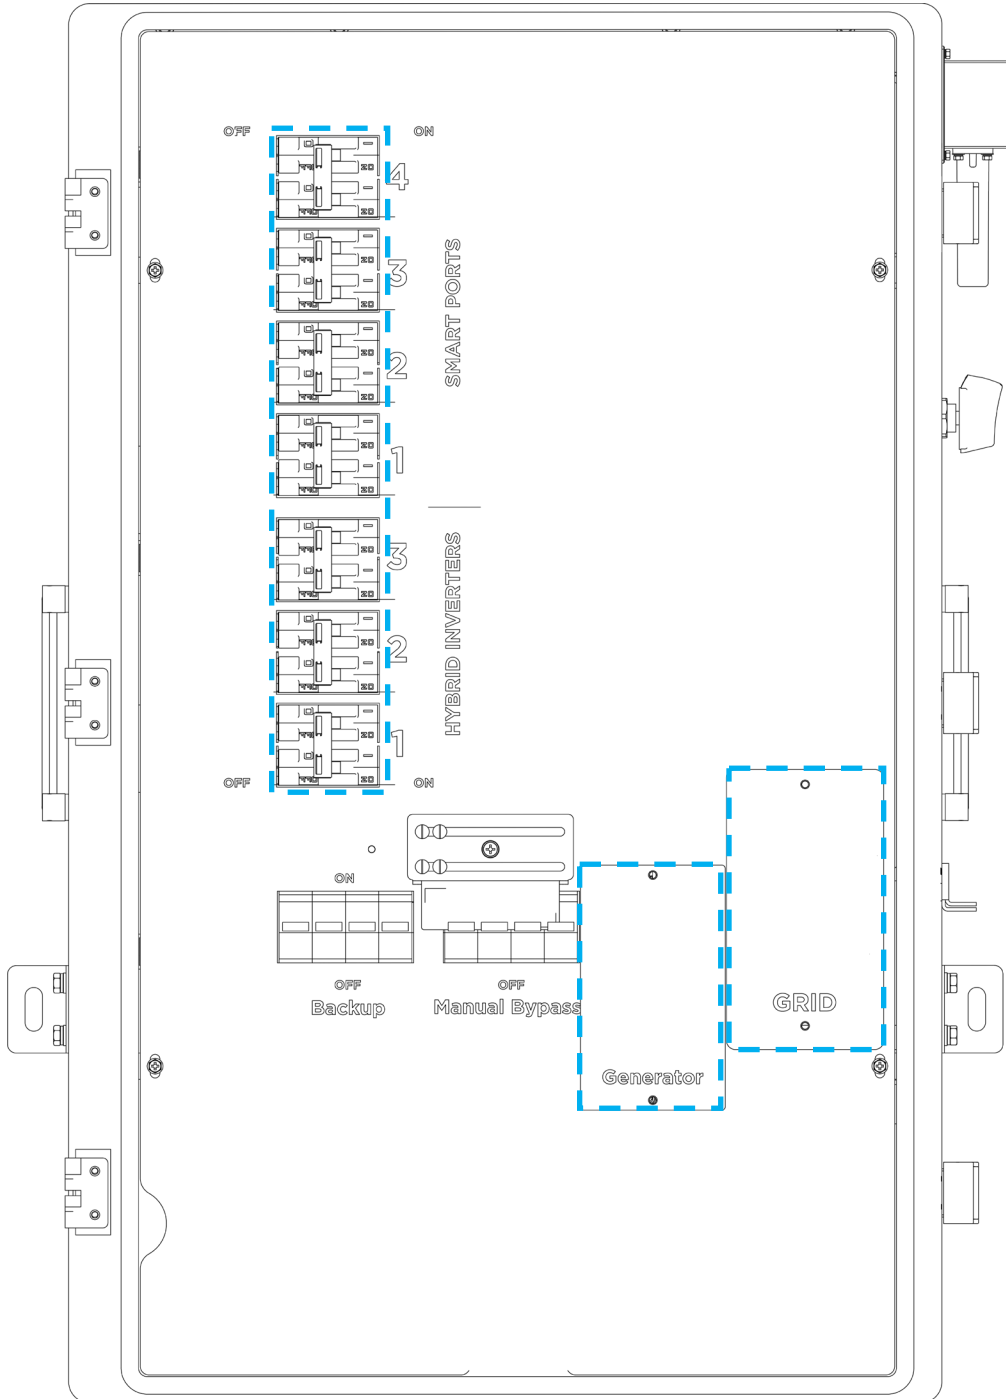 OFF ON
4
3
2
1
SMART PORTS
3
2
1
HYBRID INVERTERS
OFF ON
ON
OFF OFF
Backup Manual Bypass
GRID
Generator